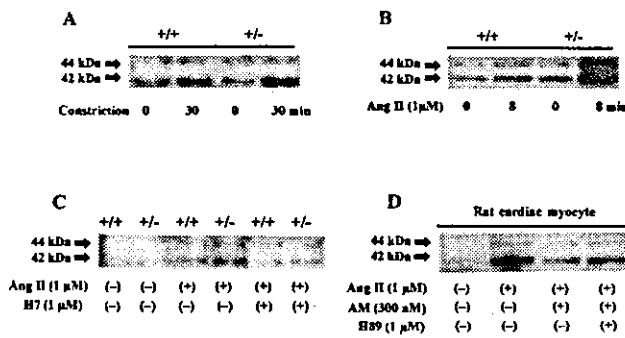 A
+/+ +/-
44 kDa
42 kDa
Constriction 0 30 0 30 min
B
+/+ +/-
44 kDa
42 kDa
Ang II (1μM) 0 8 0 8 min
C
+/+ +/- +/+ +/- +/+ +/-
44 kDa
42 kDa
Ang II (1 μM) (-) (-) (+) (+) (+) (+)
H7 (1 μM) (-) (-) (-) (-) (+) (+)
D
Rat cardiac myocyte
44 kDa
42 kDa
Ang II (1 μM) (-) (+) (+) (+)
AM (300 nM) (-) (-) (+) (+)
H89 (1 μM) (-) (-) (-) (+)